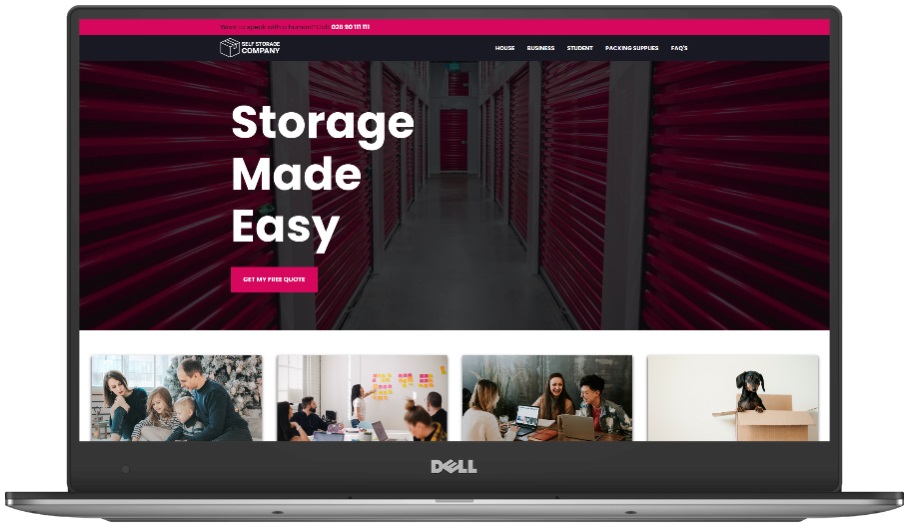 Want to speak with a human? Call 028 90 111 111
SELF STORAGE
COMPANY
HOUSE BUSINESS STUDENT PACKING SUPPLIES FAQ'S
Storage
Made
Easy
GET MY FREE QUOTE
DELL